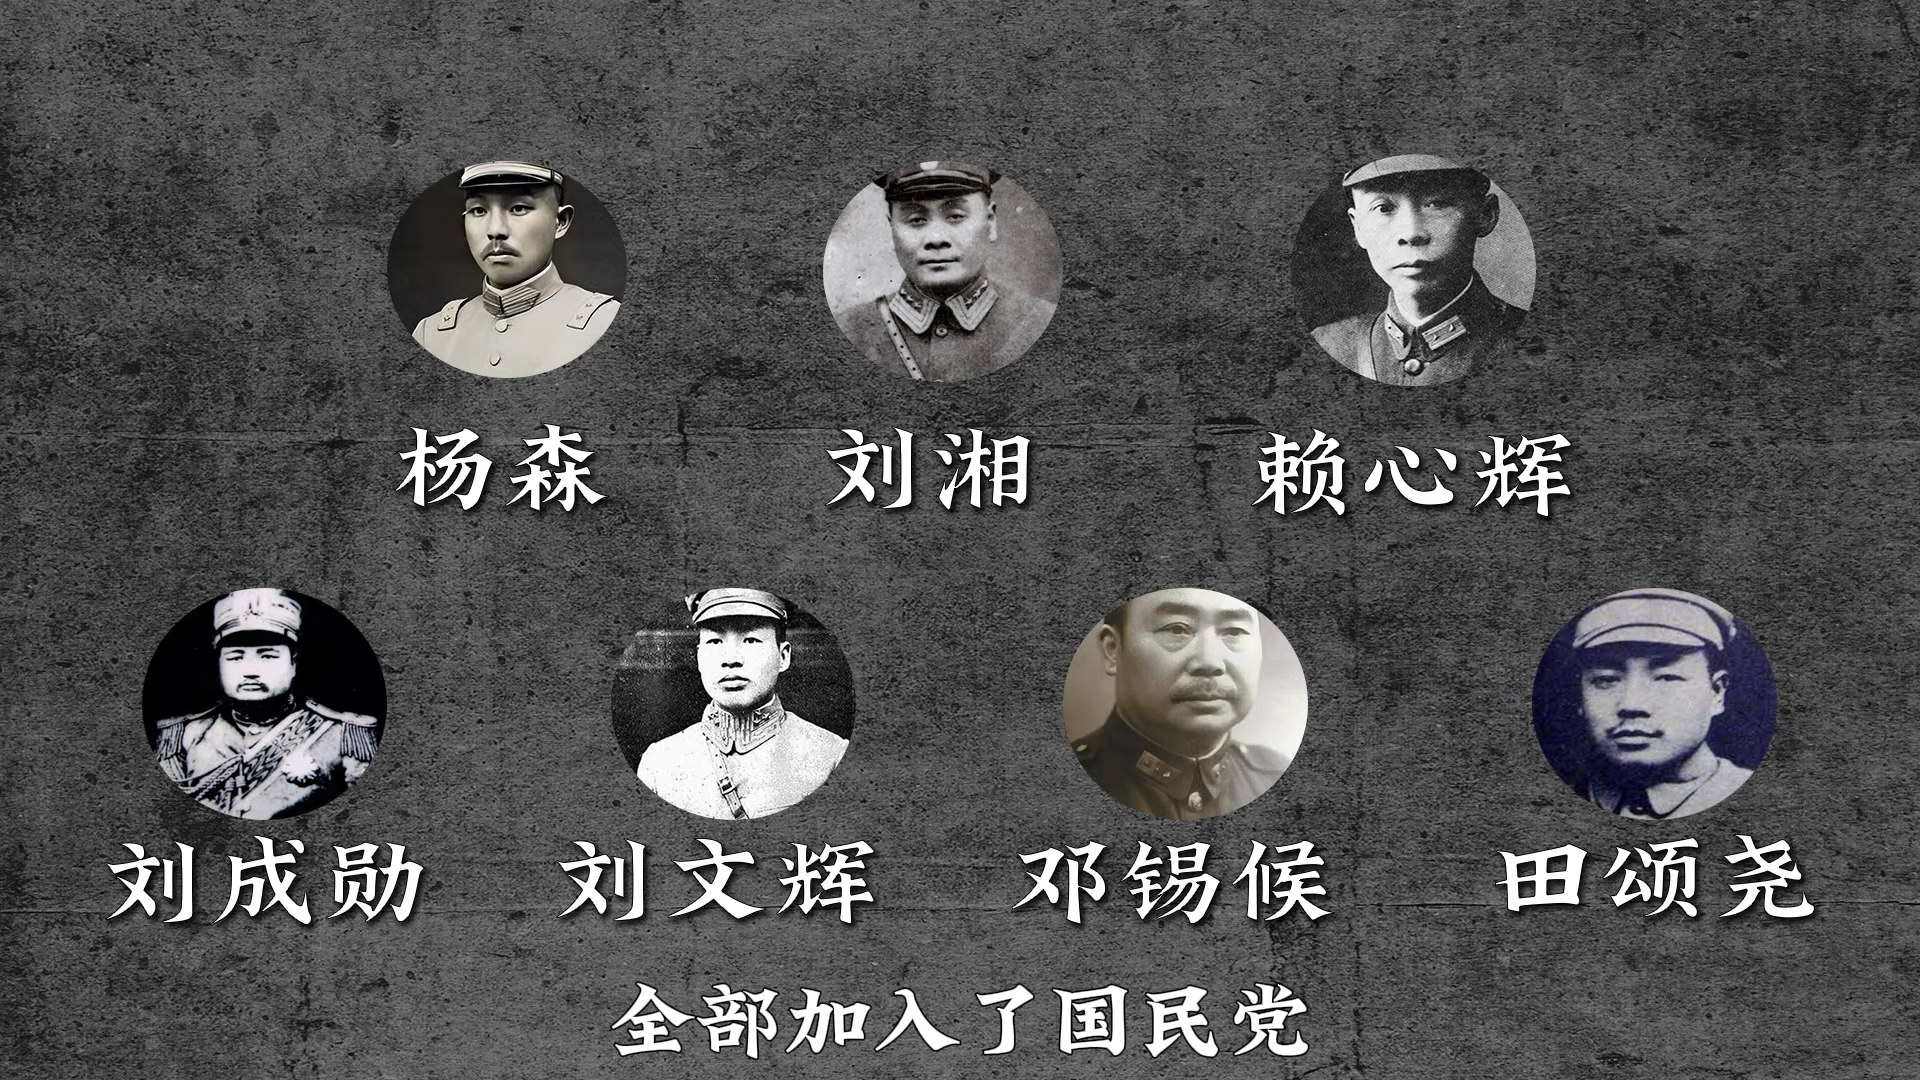 杨森
刘湘
赖心辉
刘成勋
刘文辉
邓锡候
田颂尧
全部加入了国民党